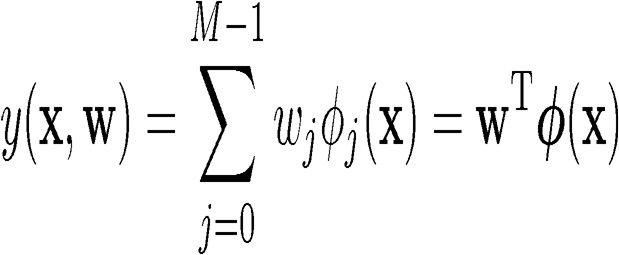 y(𝐱, 𝐰) = ∑_{j=0}^{M−1} w_j ϕ_j(𝐱) = 𝐰^T 𝛟(𝐱)